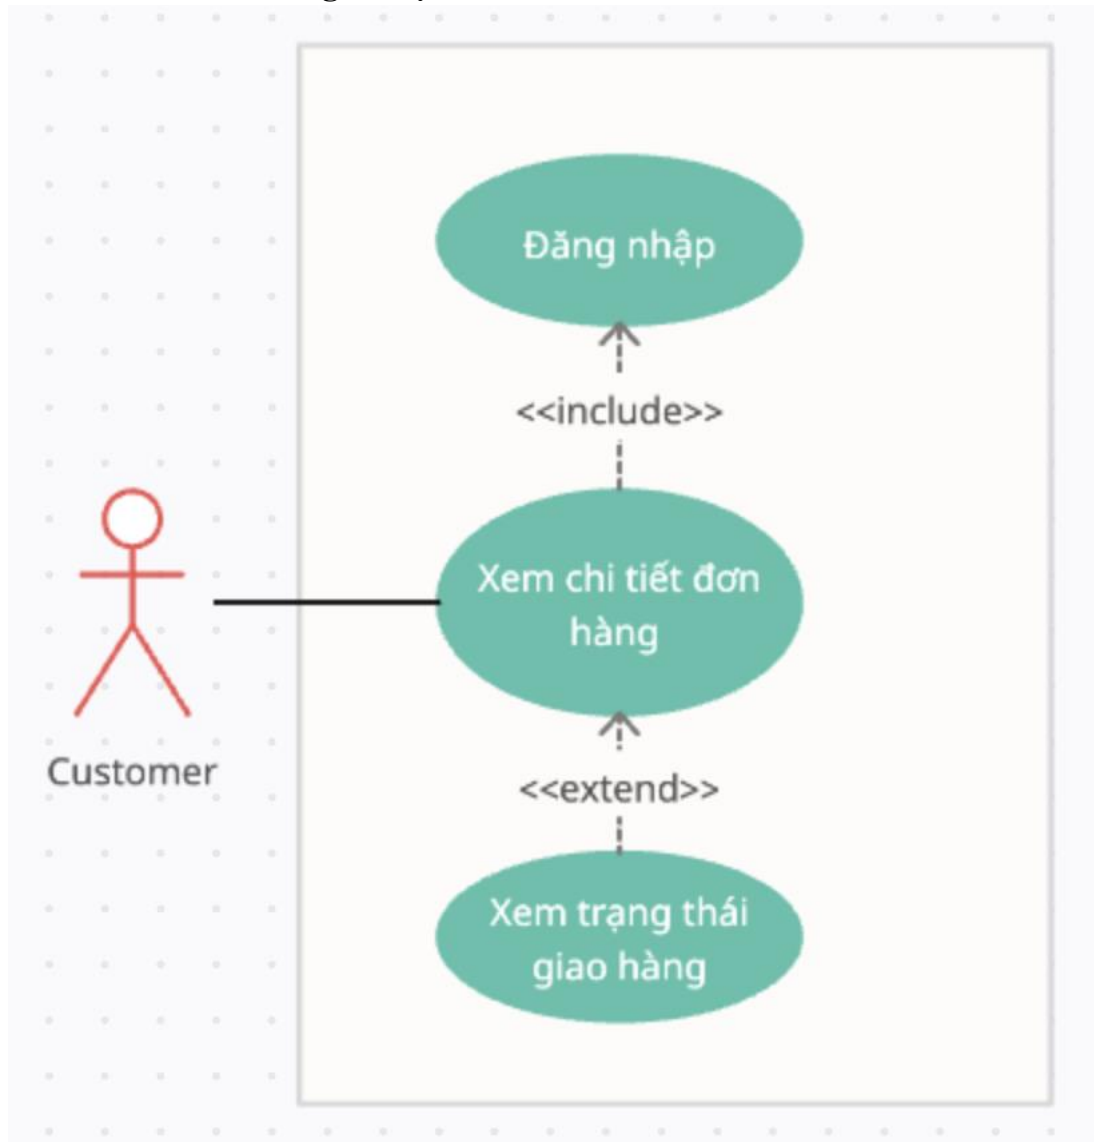 Đăng nhập
<<include>>
Xem chi tiết đơn
hàng
Customer
<<extend>>
Xem trạng thái
giao hàng